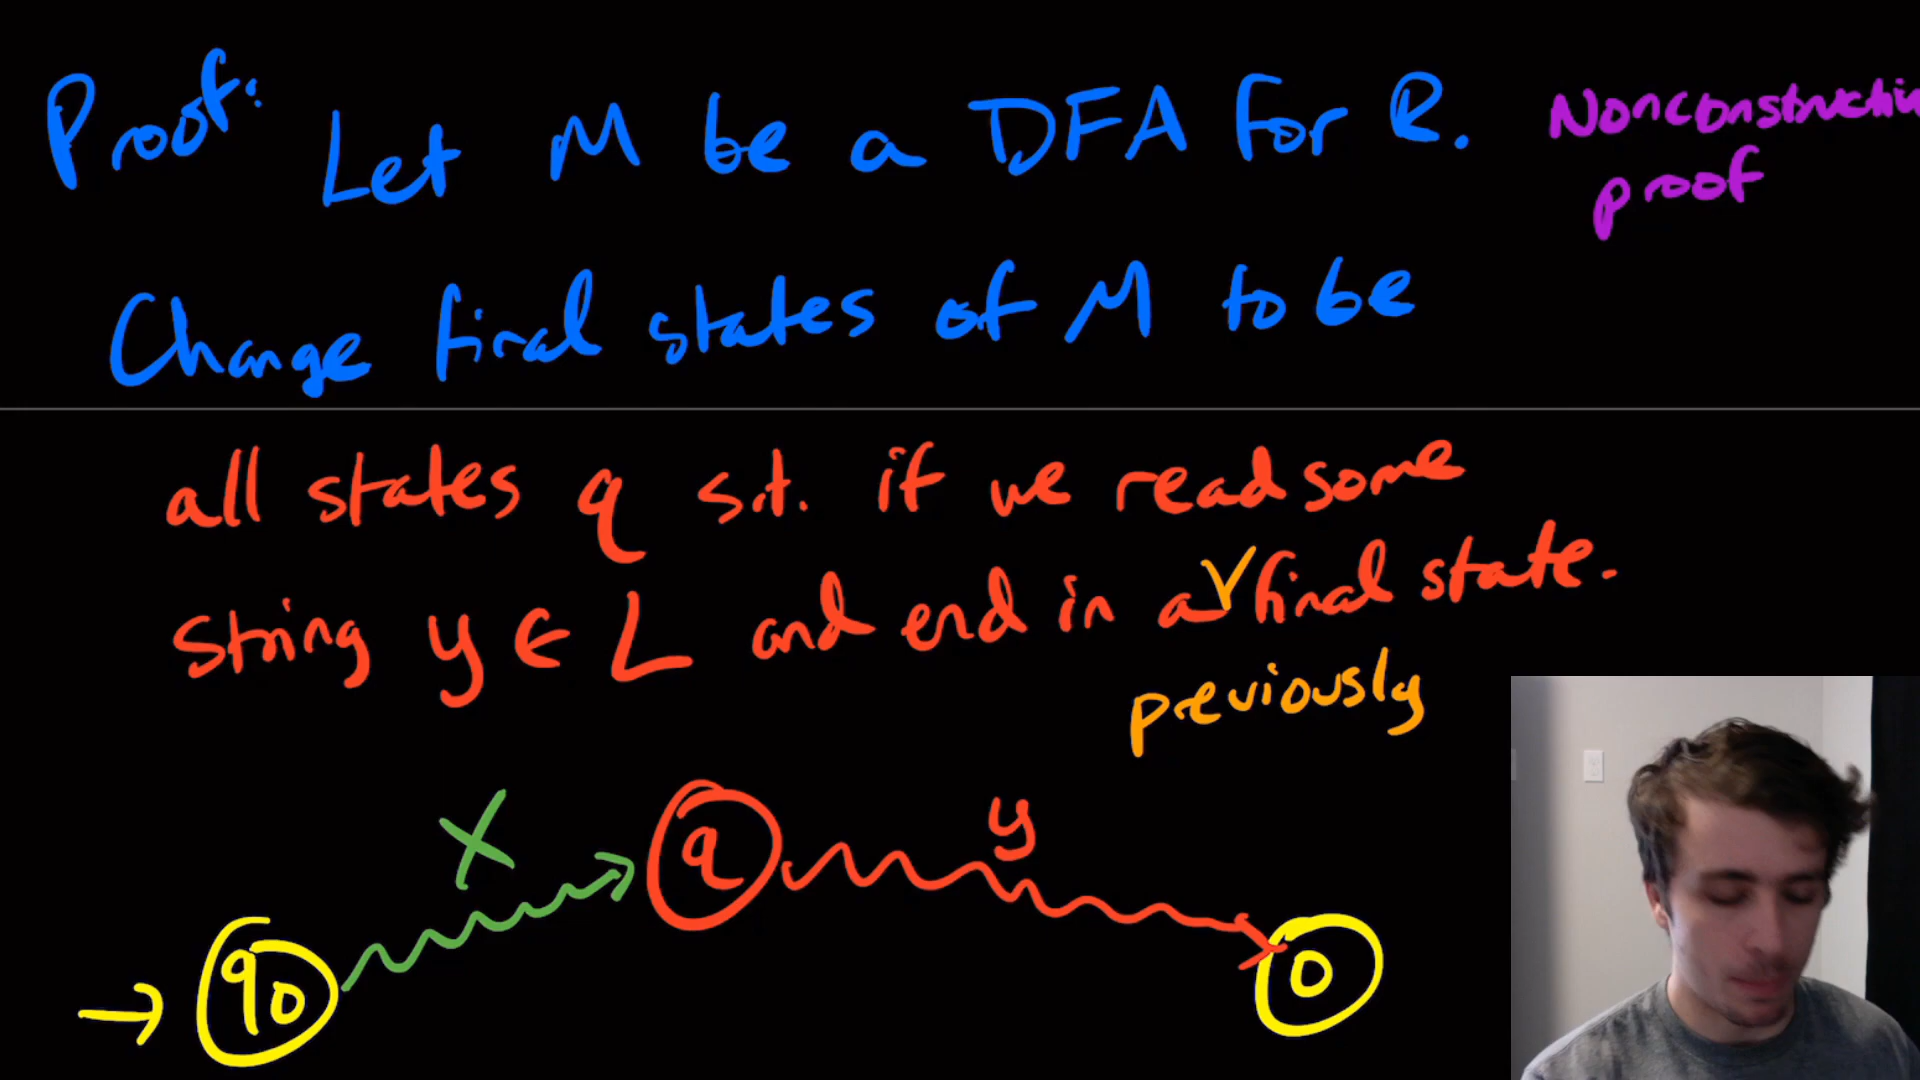 Proof: Let M be a DFA for R.
Nonconstructi
proof
Change final states of M to be
all states q s.t. if we read some
string y ∈ L and end in a final state.
previously
X
q
y
q0